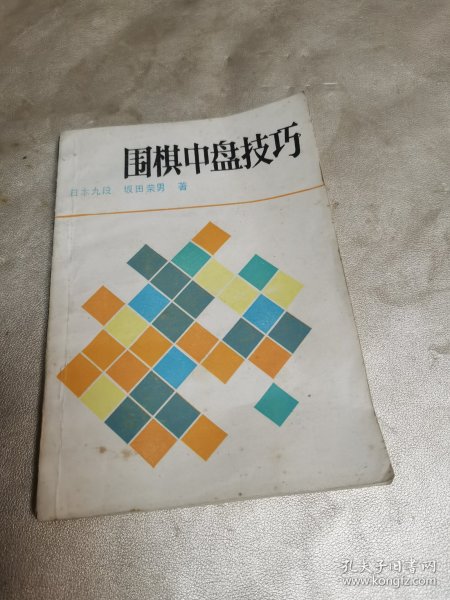 围棋中盘技巧
日本九段 坂田荣男 著
孔夫子旧书网
www.kongfz.com